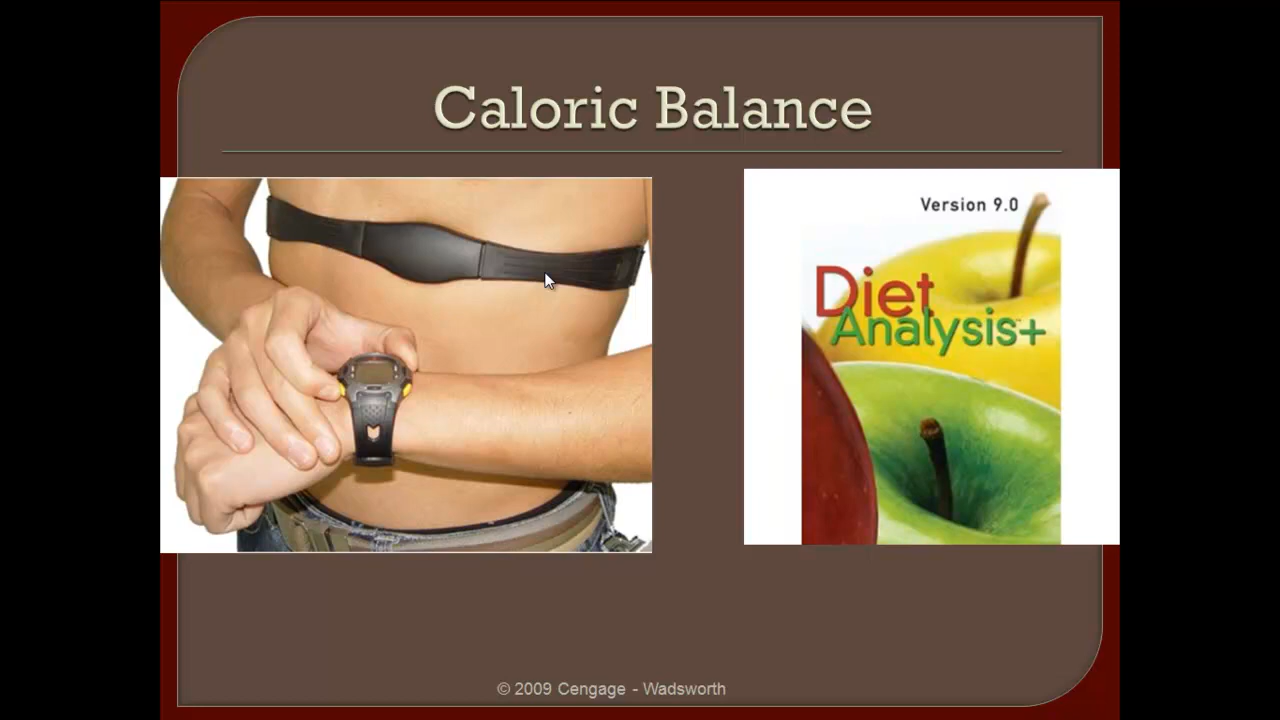 Caloric Balance
Version 9.0
Diet
Analysis+
© 2009 Cengage - Wadsworth